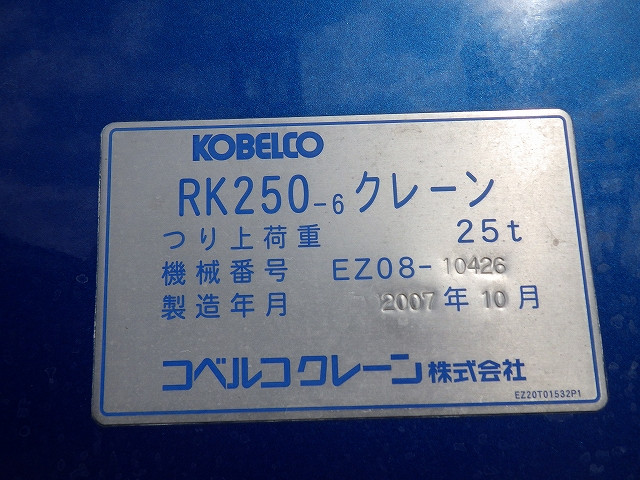 KOBELCO
RK250-6 クレーン
つり上荷重 25t
機械番号 EZ08-10426
製造年月 2007年10月
コベルコクレーン株式会社
EZ20T01532P1